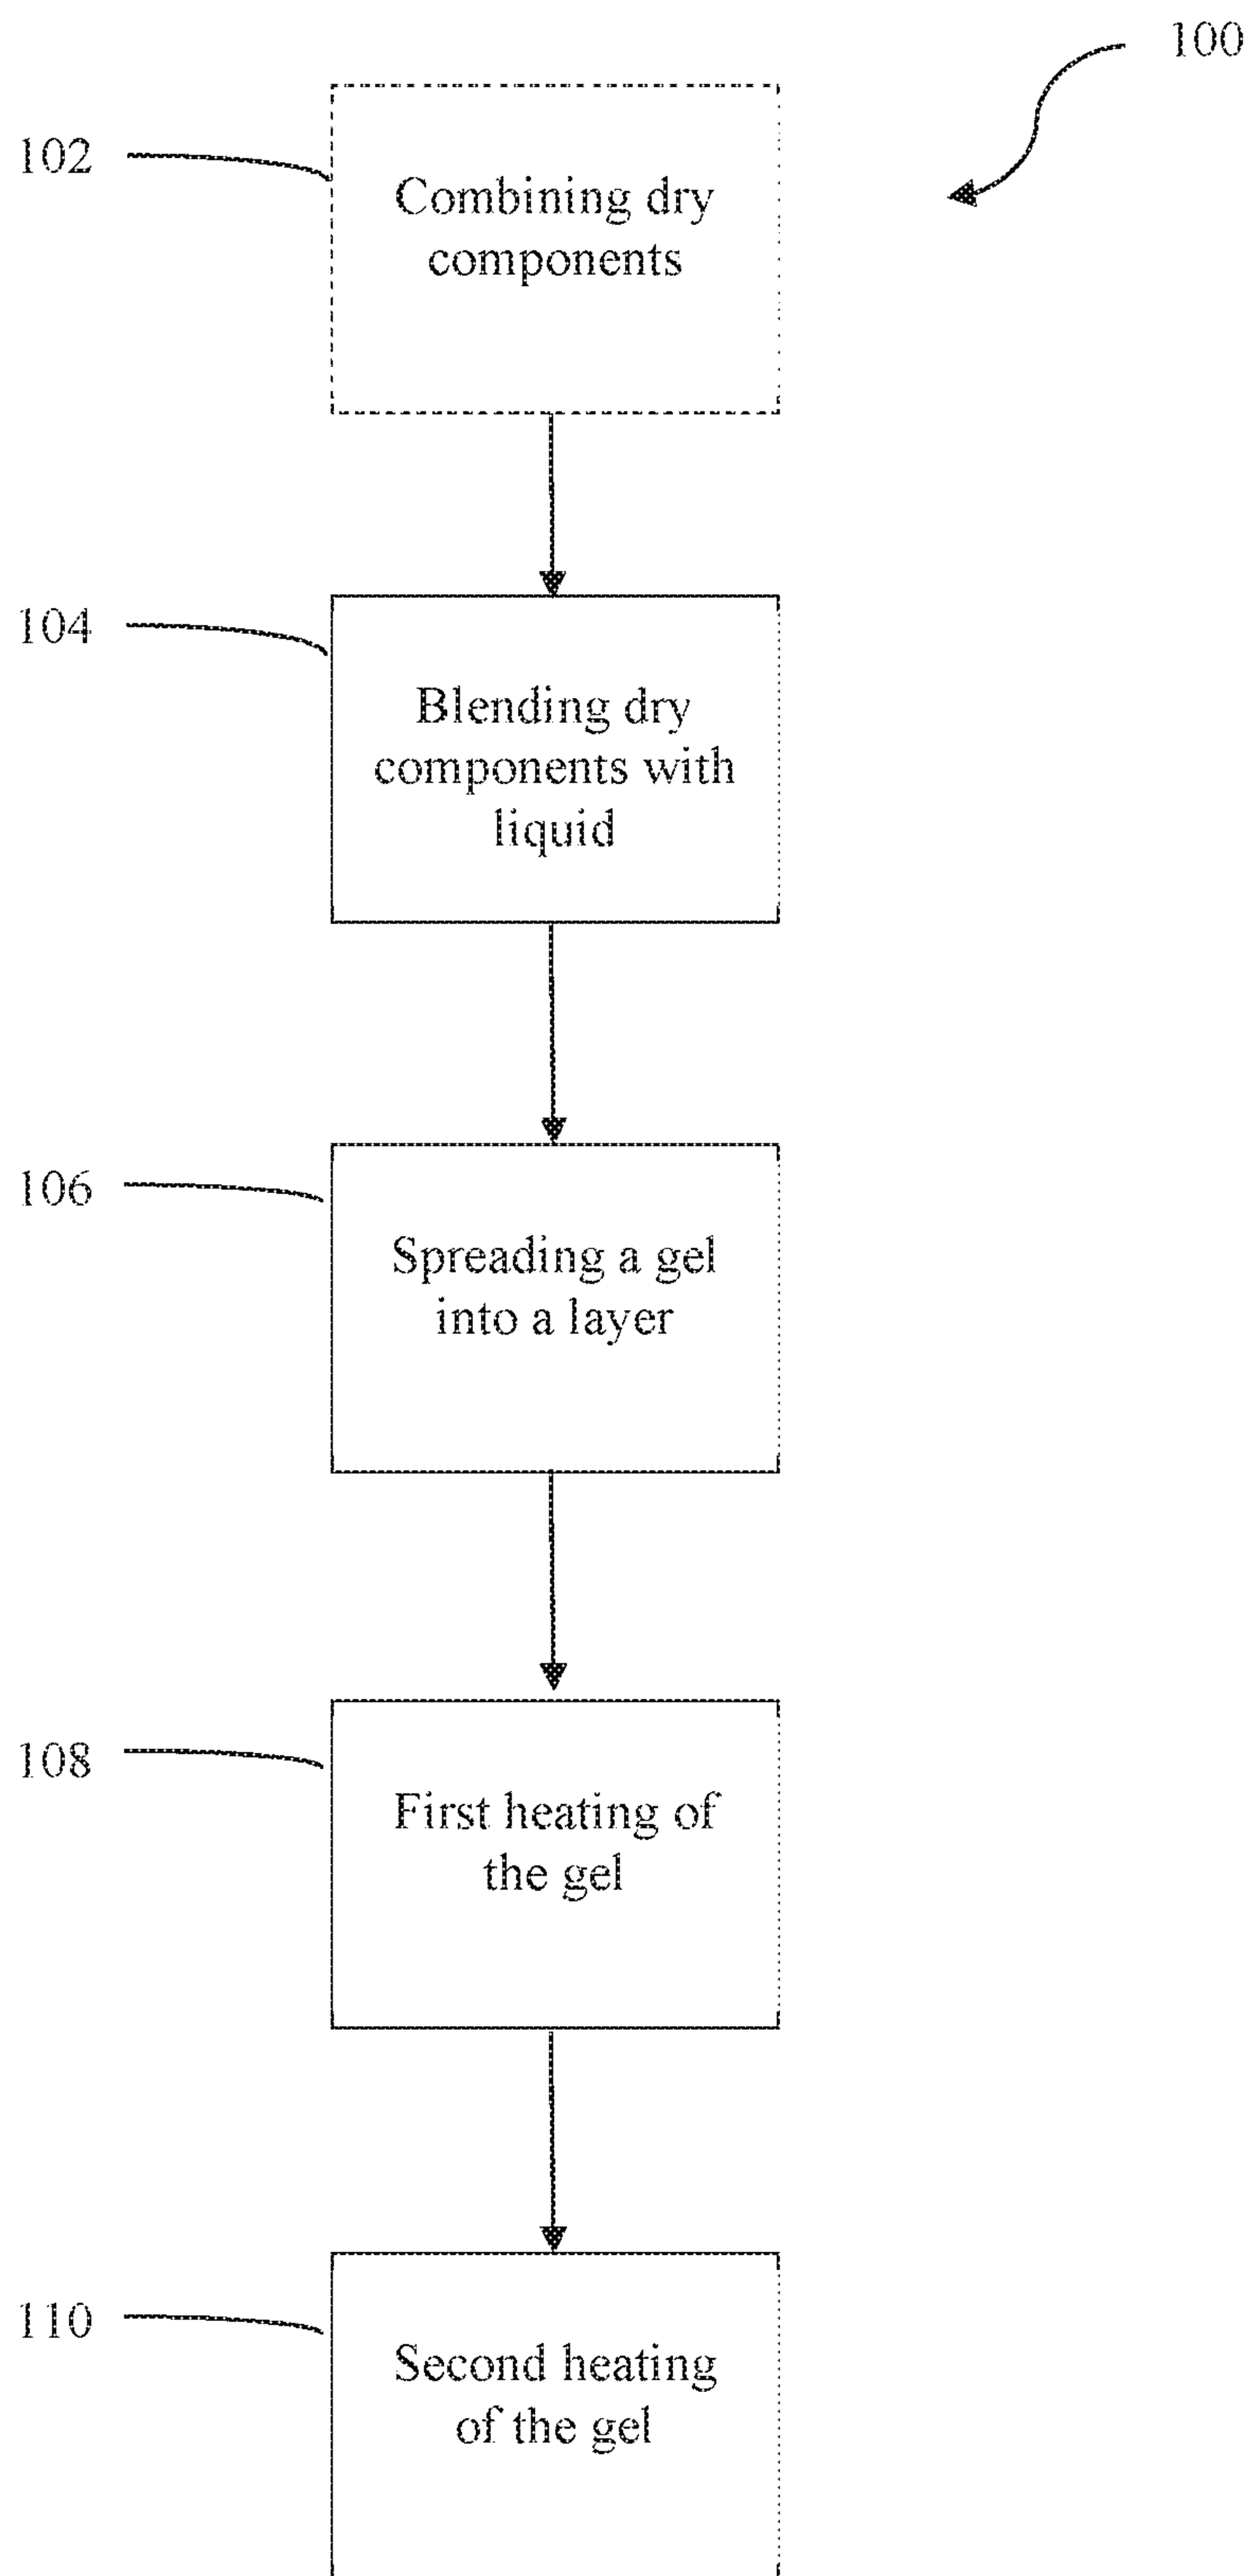 100
102
Combining dry
components
104
Blending dry
components with
liquid
106
Spreading a gel
into a layer
108
First heating of
the gel
110
Second heating
of the gel